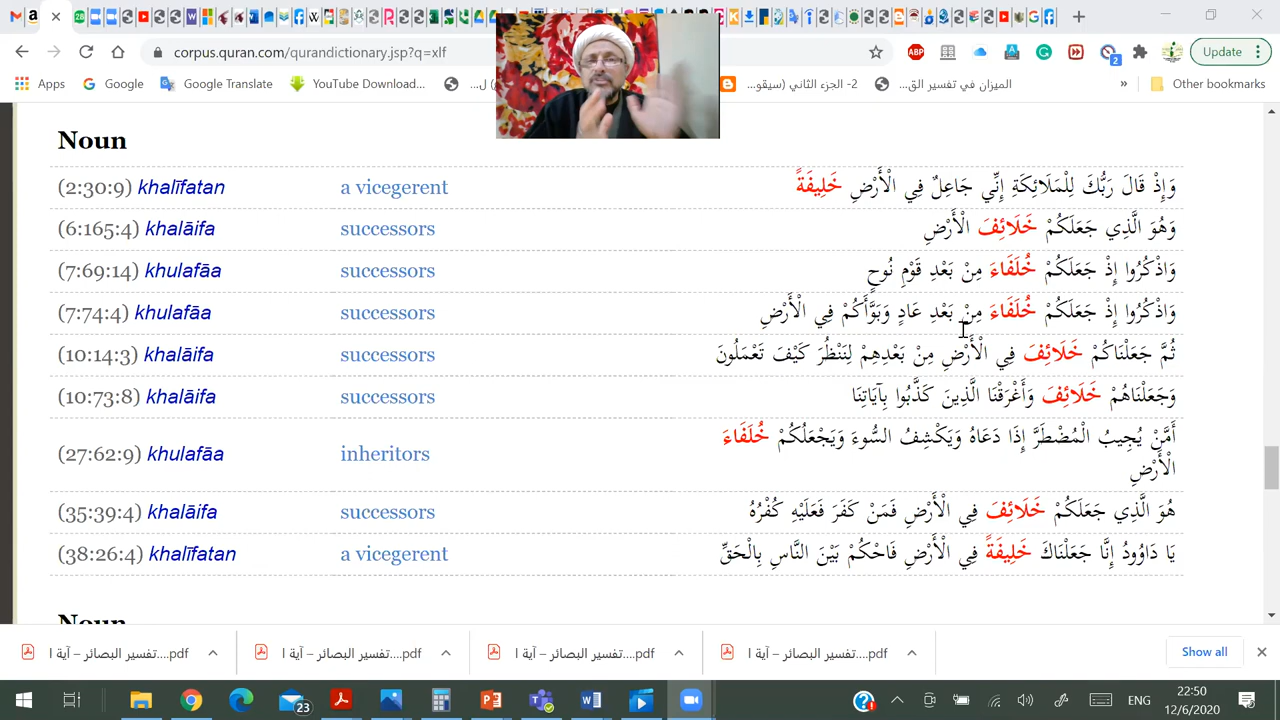 corpus.quran.com/qurandictionary.jsp?q=xlf
Update
Apps
Google
Google Translate
YouTube Download...
2- الجزء الثاني (سيقو...
الميزان في تفسير الق...
Other bookmarks
Noun
(2:30:9) khalīfatan a vicegerent وَإِذْ قَالَ رَبُّكَ لِلْمَلَائِكَةِ إِنِّي جَاعِلٌ فِي الْأَرْضِ خَلِيفَةً
(6:165:4) khalāifa successors وَهُوَ الَّذِي جَعَلَكُمْ خَلَائِفَ الْأَرْضِ
(7:69:14) khulafāa successors وَاذْكُرُوا إِذْ جَعَلَكُمْ خُلَفَاءَ مِنْ بَعْدِ قَوْمِ نُوحٍ
(7:74:4) khulafāa successors وَاذْكُرُوا إِذْ جَعَلَكُمْ خُلَفَاءَ مِنْ بَعْدِ عَادٍ وَبَوَّأَكُمْ فِي الْأَرْضِ
(10:14:3) khalāifa successors ثُمَّ جَعَلْنَاكُمْ خَلَائِفَ فِي الْأَرْضِ مِنْ بَعْدِهِمْ لِنَنْظُرَ كَيْفَ تَعْمَلُونَ
(10:73:8) khalāifa successors وَجَعَلْنَاهُمْ خَلَائِفَ وَأَغْرَقْنَا الَّذِينَ كَذَّبُوا بِآيَاتِنَا
(27:62:9) khulafāa inheritors أَمَّنْ يُجِيبُ الْمُضْطَرَّ إِذَا دَعَاهُ وَيَكْشِفُ السُّوءَ وَيَجْعَلُكُمْ خُلَفَاءَ
الْأَرْضِ
(35:39:4) khalāifa successors هُوَ الَّذِي جَعَلَكُمْ خَلَائِفَ فِي الْأَرْضِ فَمَنْ كَفَرَ فَعَلَيْهِ كُفْرُهُ
(38:26:4) khalīfatan a vicegerent يَا دَاوُودُ إِنَّا جَعَلْنَاكَ خَلِيفَةً فِي الْأَرْضِ فَاحْكُمْ بَيْنَ النَّاسِ بِالْحَقِّ
Noun
تفسير البصائر – آية ا....pdf
تفسير البصائر – آية ا....pdf
تفسير البصائر – آية ا....pdf
تفسير البصائر – آية ا....pdf
Show all
23
ENG
22:50
12/6/2020